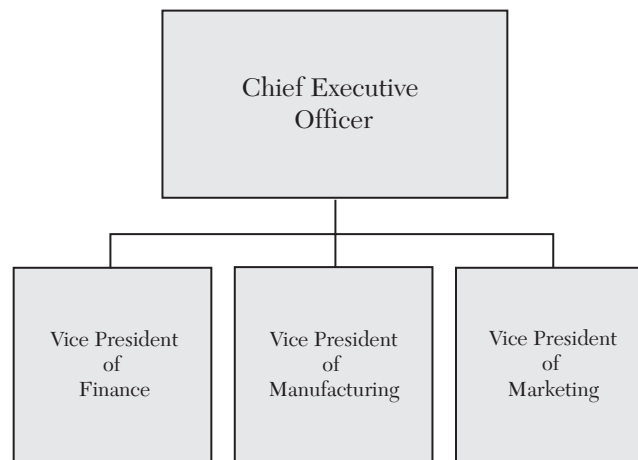 Chief Executive
Officer
Vice President
of
Finance
Vice President
of
Manufacturing
Vice President
of
Marketing